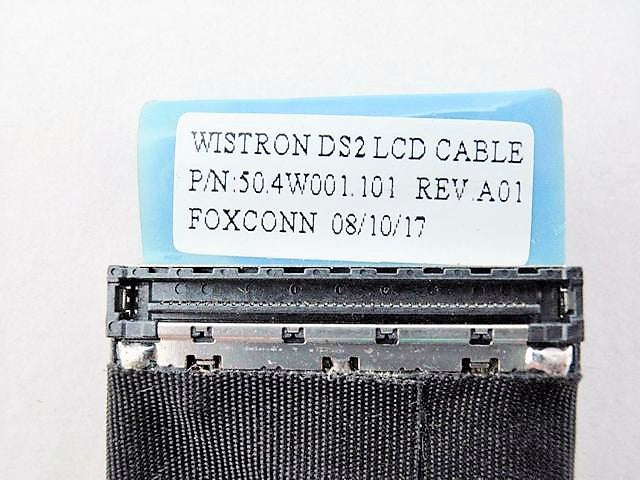 WISTRON DS2 LCD CABLE
P/N:50.4W001.101 REV.A01
FOXCONN 08/10/17